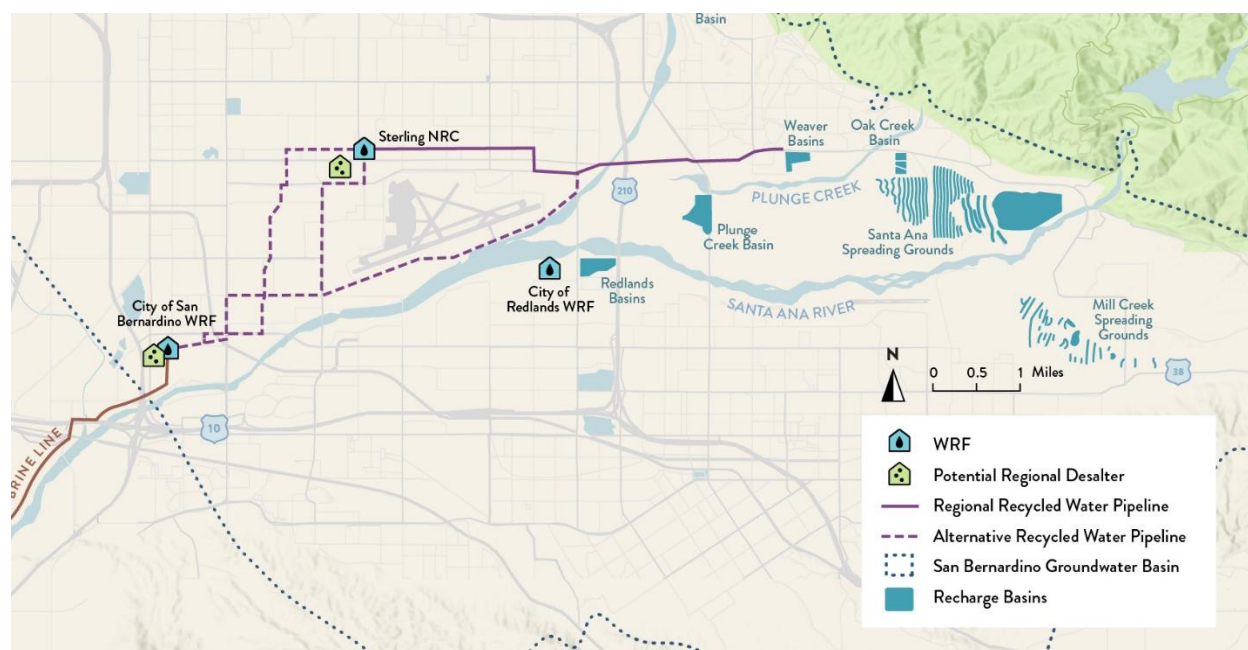 Basin
Sterling NRC
Weaver
Basins
Oak Creek
Basin
210
PLUNGE CREEK
Plunge
Creek Basin
Santa Ana
Spreading Grounds
City of
Redlands WRF
Redlands
Basins
SANTA ANA RIVER
City of San
Bernardino WRF
Mill Creek
Spreading
Grounds
38
N
0 0.5 1 Miles
10
BRINE LINE
WRF
Potential Regional Desalter
Regional Recycled Water Pipeline
Alternative Recycled Water Pipeline
San Bernardino Groundwater Basin
Recharge Basins